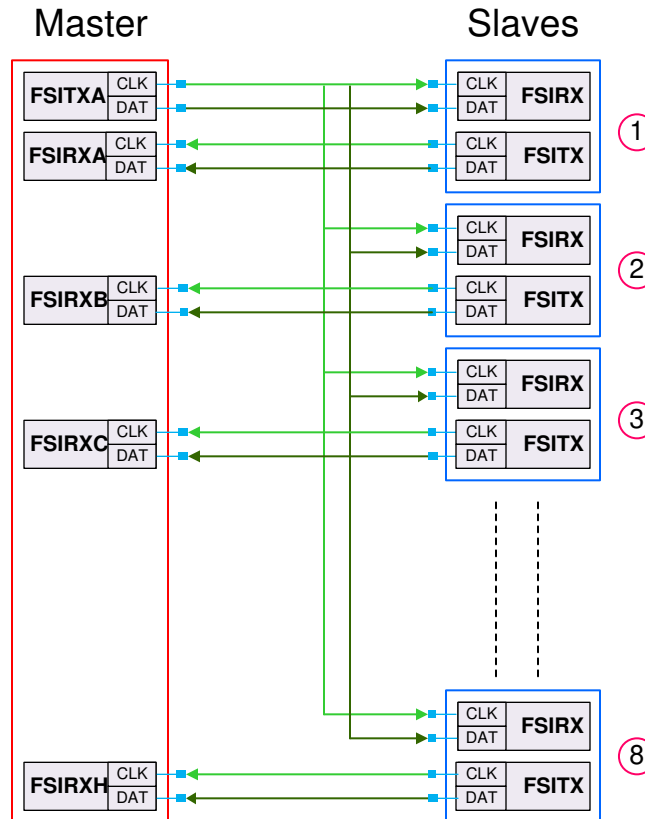 Master Slaves
FSITXA CLK DAT
CLK DAT FSIRX
FSIRXA CLK DAT
CLK DAT FSITX
1
CLK DAT FSIRX
FSIRXB CLK DAT
CLK DAT FSITX
2
CLK DAT FSIRX
FSIRXC CLK DAT
CLK DAT FSITX
3
CLK DAT FSIRX
FSIRXH CLK DAT
CLK DAT FSITX
8